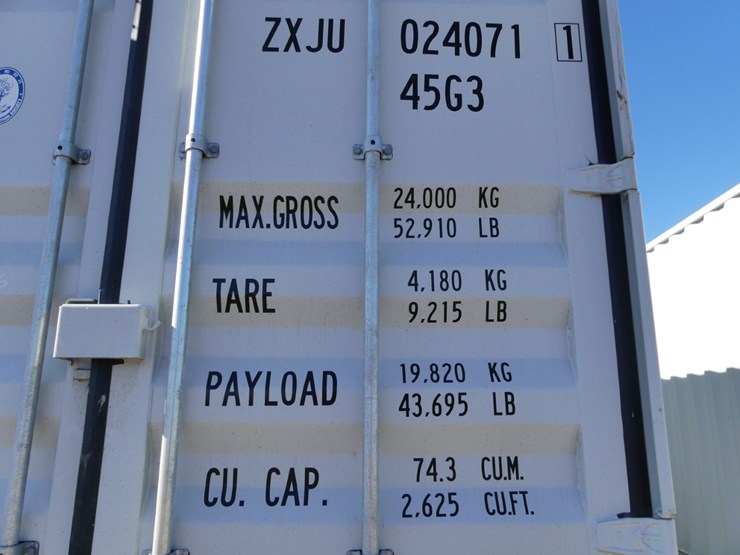 ZXJU 024071 1
45G3
MAX.GROSS 24.000 KG
52.910 LB
TARE 4.180 KG
9.215 LB
PAYLOAD 19.820 KG
43.695 LB
CU. CAP. 74.3 CU.M.
2.625 CU.FT.